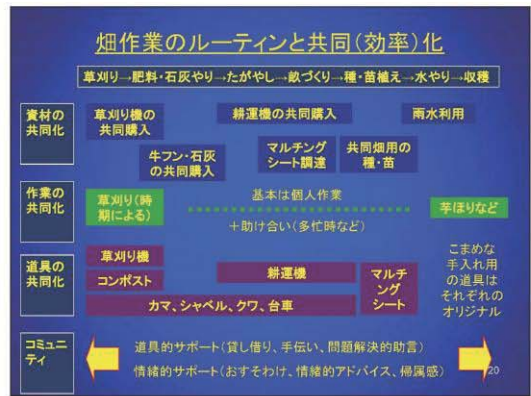 畑作業のルーティンと共同(効率)化
草刈り→肥料・石灰やり→たがやし→畝づくり→種・苗植え→水やり→収穫
資材の
共同化
草刈り機の
共同購入
耕運機の共同購入
雨水利用
牛フン・石灰
の共同購入
マルチング
シート調達
共同畑用の
種・苗
作業の
共同化
草刈り(時
期による)
基本は個人作業
+助け合い(多忙時など)
芋ほりなど
道具の
共同化
草刈り機
コンポスト
耕運機
カマ、シャベル、クワ、台車
マルチ
ング
シート
こまめな
手入れ用
の道具は
それぞれの
オリジナル
コミュニ
ティ
道具的サポート(貸し借り、手伝い、問題解決的助言)
情緒的サポート(おすそわけ、情緒的アドバイス、帰属感)
20